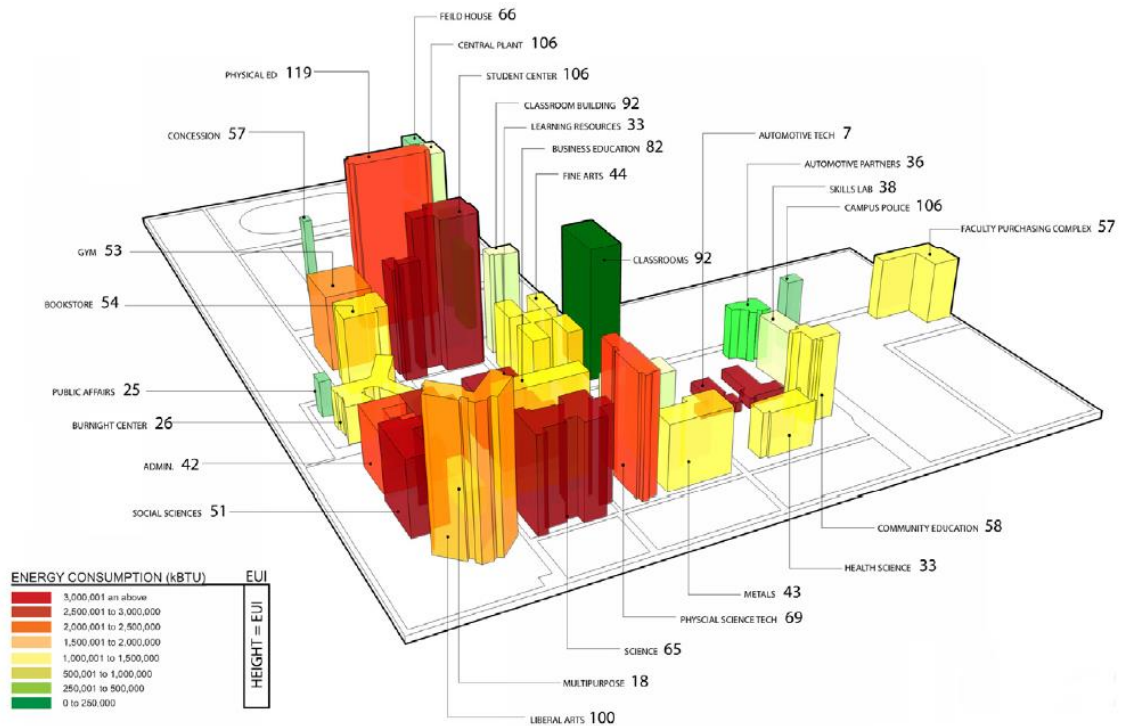 FEILD HOUSE 66
CENTRAL PLANT 106
PHYSICAL ED 119
STUDENT CENTER 106
CLASSROOM BUILDING 92
CONCESSION 57
LEARNING RESOURCES 33
AUTOMOTIVE TECH 7
BUSINESS EDUCATION 82
AUTOMOTIVE PARTNERS 36
FINE ARTS 44
SKILLS LAB 38
CAMPUS POLICE 106
FACULTY PURCHASING COMPLEX 57
GYM 53
CLASSROOMS 92
BOOKSTORE 54
PUBLIC AFFAIRS 25
BURNIGHT CENTER 26
ADMIN. 42
SOCIAL SCIENCES 51
COMMUNITY EDUCATION 58
HEALTH SCIENCE 33
METALS 43
PHYSCIAL SCIENCE TECH 69
SCIENCE 65
MULTIPURPOSE 18
LIBERAL ARTS 100
ENERGY CONSUMPTION (kBTU) EUI
3,000,001 an above
2,500,001 to 3,000,000
2,000,001 to 2,500,000
1,500,001 to 2,000,000
1,000,001 to 1,500,000
500,001 to 1,000,000
250,001 to 500,000
0 to 250,000
HEIGHT = EUI